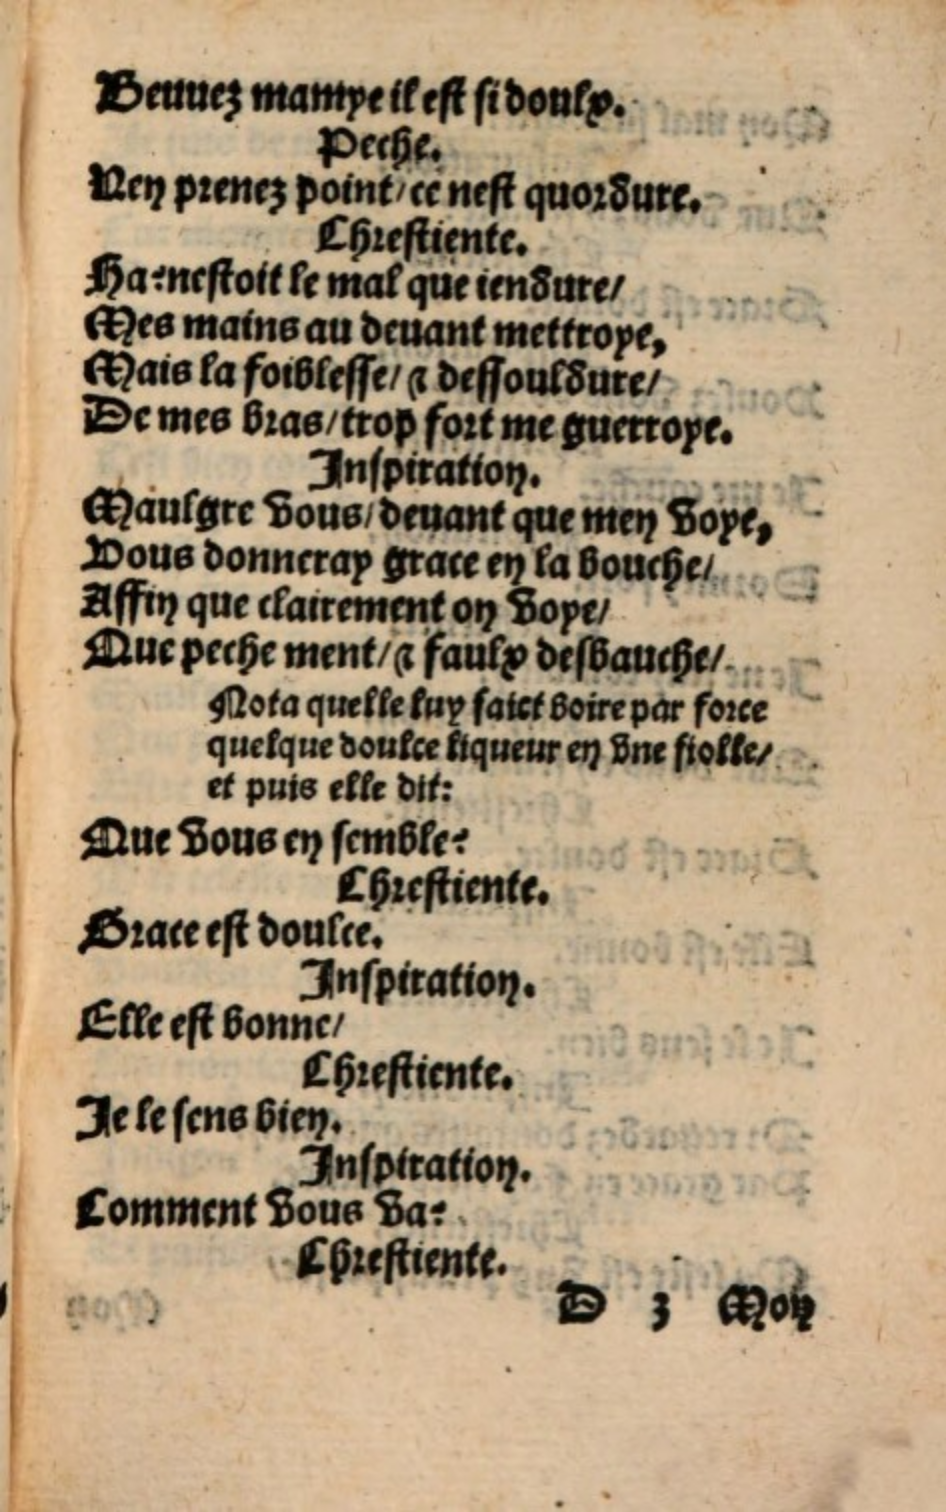 Beuuez mamye il est si doulx.
Peche.
Nen prenez point/ce nest quordure.
Chrestiente.
Ha:nestoit le mal que iendure/
Mes mains au deuant mettroye,
Mais la foiblesse/⁊ dessouldure/
De mes bras/trop fort me guerroye.
Inspiration.
Maulgre vous/deuant que men voye,
Vous donneray grace en la bouche/
Affin que clairement on voye/
Que peche ment/⁊ faulx desbauche/
Nota quelle luy faict boire par force
quelque doulce liqueur en vne fiolle/
et puis elle dit:
Que vous en semble?
Chrestiente.
Grace est doulce.
Inspiration.
Elle est bonne/
Chrestiente.
Je le sens bien.
Inspiration.
Comment vous va?
Chrestiente.
D 3 Mon